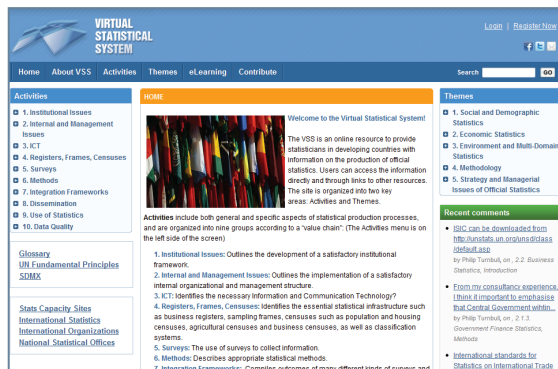 VIRTUAL
STATISTICAL
SYSTEM
Login | Register Now
Home About VSS Activities Themes eLearning Contribute
Search GO
Activities
1. Institutional Issues
2. Internal and Management
Issues
3. ICT
4. Registers, Frames, Censuses
5. Surveys
6. Methods
7. Integration Frameworks
8. Dissemination
9. Use of Statistics
10. Data Quality
Glossary
UN Fundamental Principles
SDMX
Stats Capacity Sites
International Statistics
International Organizations
National Statistical Offices
HOME
Welcome to the Virtual Statistical System!
The VSS is an online resource to provide
statisticians in developing countries with
information on the production of official
statistics. Users can access the information
directly and through links to other resources.
The site is organized into two key
areas: Activities and Themes.
Activities include both general and specific aspects of statistical production processes,
and are organized into nine groups according to a "value chain": (The Activities menu is on
the left side of the screen)
1. Institutional Issues: Outlines the development of a satisfactory institutional
framework.
2. Internal and Management Issues: Outlines the implementation of a satisfactory
internal organizational and management structure.
3. ICT: Identifies the necessary Information and Communication Technology?
4. Registers, Frames, Censuses: Identifies the essential statistical infrastructure such
as business registers, sampling frames, censuses such as population and housing
censuses, agricultural censuses and business censuses, as well as classification
systems.
5. Surveys: The use of surveys to collect information.
6. Methods: Describes appropriate statistical methods.
7. Integration Frameworks: Compiles outcomes of many different kinds of surveys and
Themes
1. Social and Demographic
Statistics
2. Economic Statistics
3. Environment and Multi-Domain
Statistics
4. Methodology
5. Strategy and Managerial
Issues of Official Statistics
Recent comments
ISIC can be downloaded from
http://unstats.un.org/unsd/class
/default.asp
by Philip Turnbull, on , 2.2. Business
Statistics, Introduction
From my consultancy experience,
I think it important to emphasise
that Central Government wihtin...
by Philip Turnbull, on , 2.1.3.
Government Finance Statistics,
Methods
International standards for
Statistics on International Trade